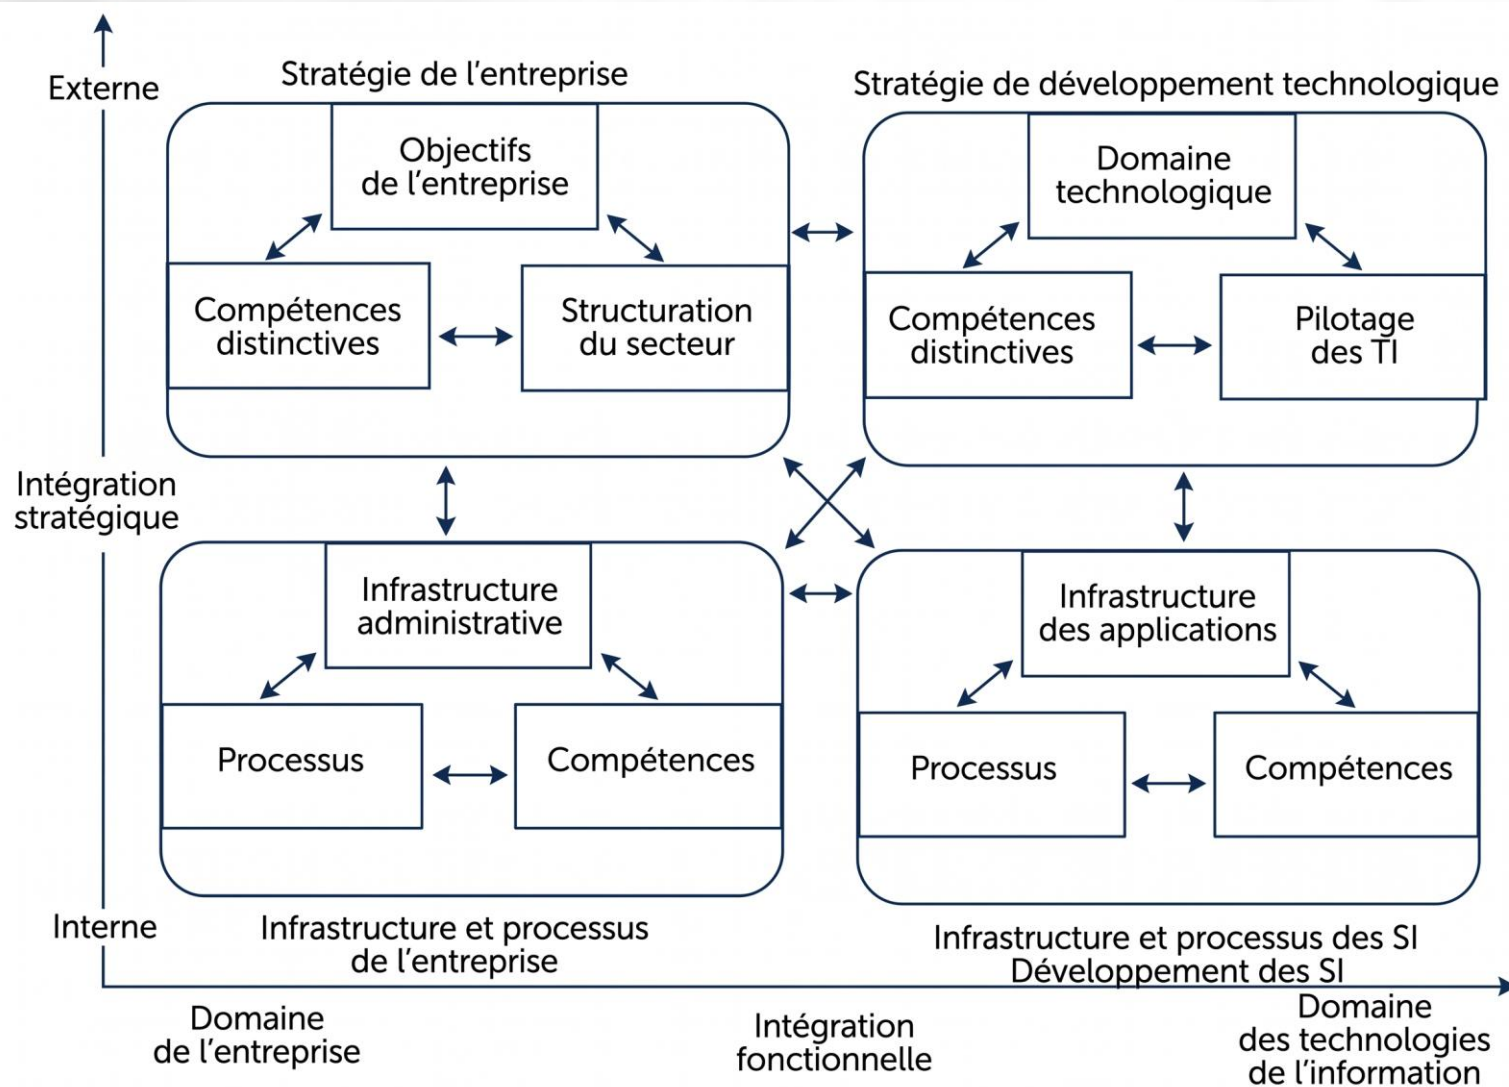 Externe
Stratégie de l'entreprise
Stratégie de développement technologique
Objectifs
de l'entreprise
Domaine
technologique
Compétences
distinctives
Structuration
du secteur
Compétences
distinctives
Pilotage
des TI
Intégration
stratégique
Infrastructure
administrative
Infrastructure
des applications
Processus
Compétences
Processus
Compétences
Interne
Infrastructure et processus
de l'entreprise
Infrastructure et processus des SI
Développement des SI
Domaine
de l'entreprise
Intégration
fonctionnelle
Domaine
des technologies
de l'information